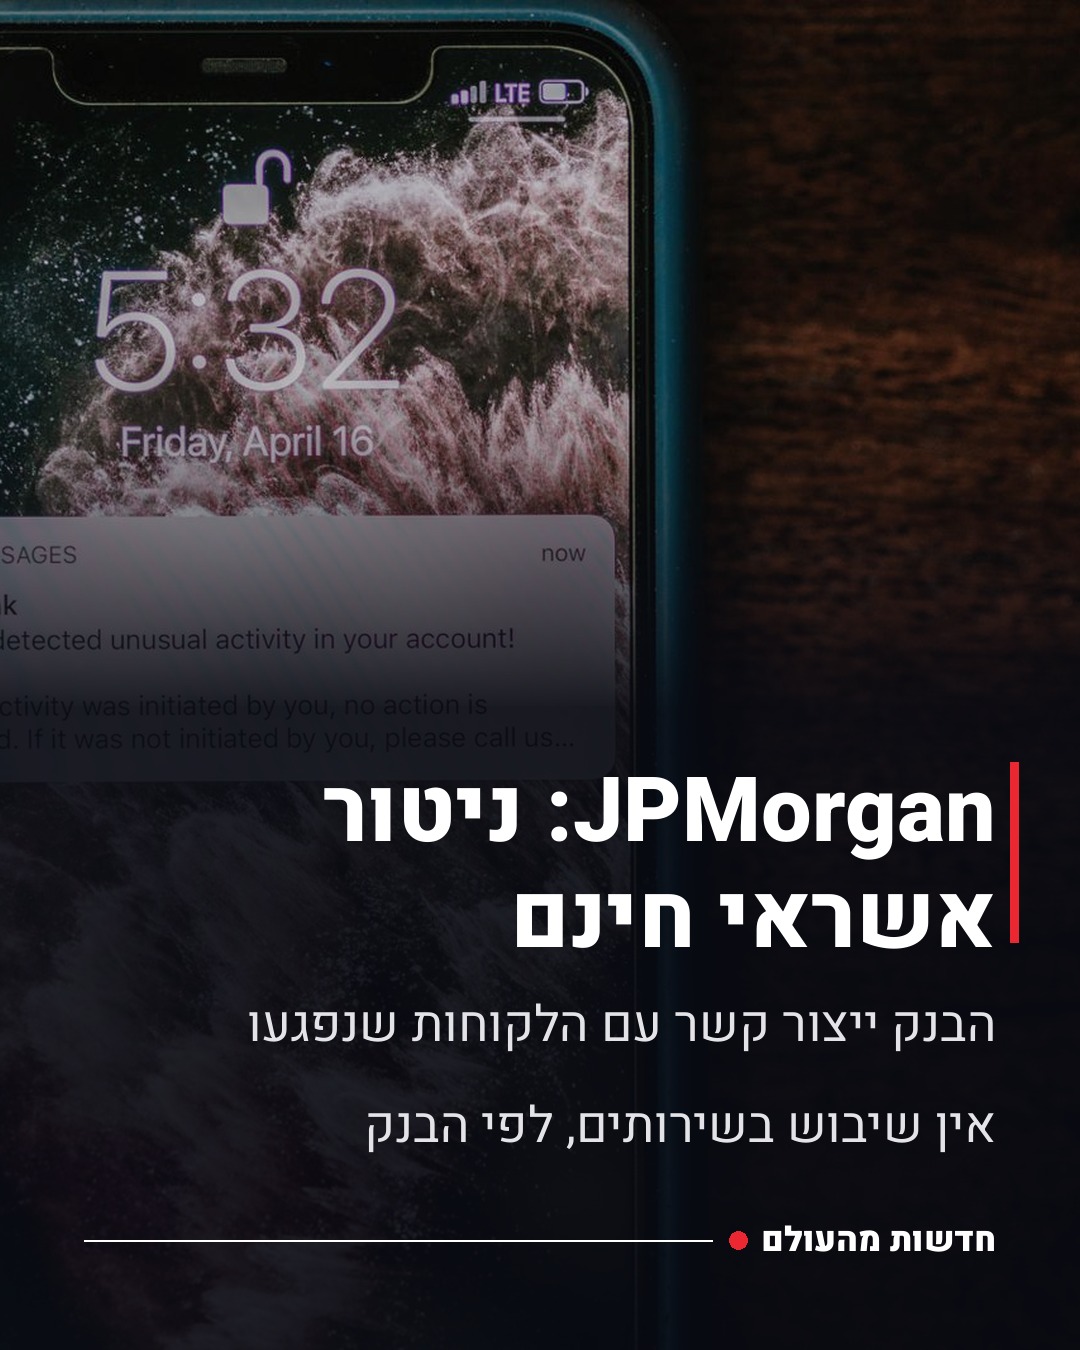 LTE
5:32
Friday, April 16
SAGES now
k
detected unusual activity in your account!
ctivity was initiated by you, no action is
d. If it was not initiated by you, please call us...
JPMorgan: ניטור
אשראי חינם
הבנק ייצור קשר עם הלקוחות שנפגעו
אין שיבוש בשירותים, לפי הבנק
חדשות מהעולם